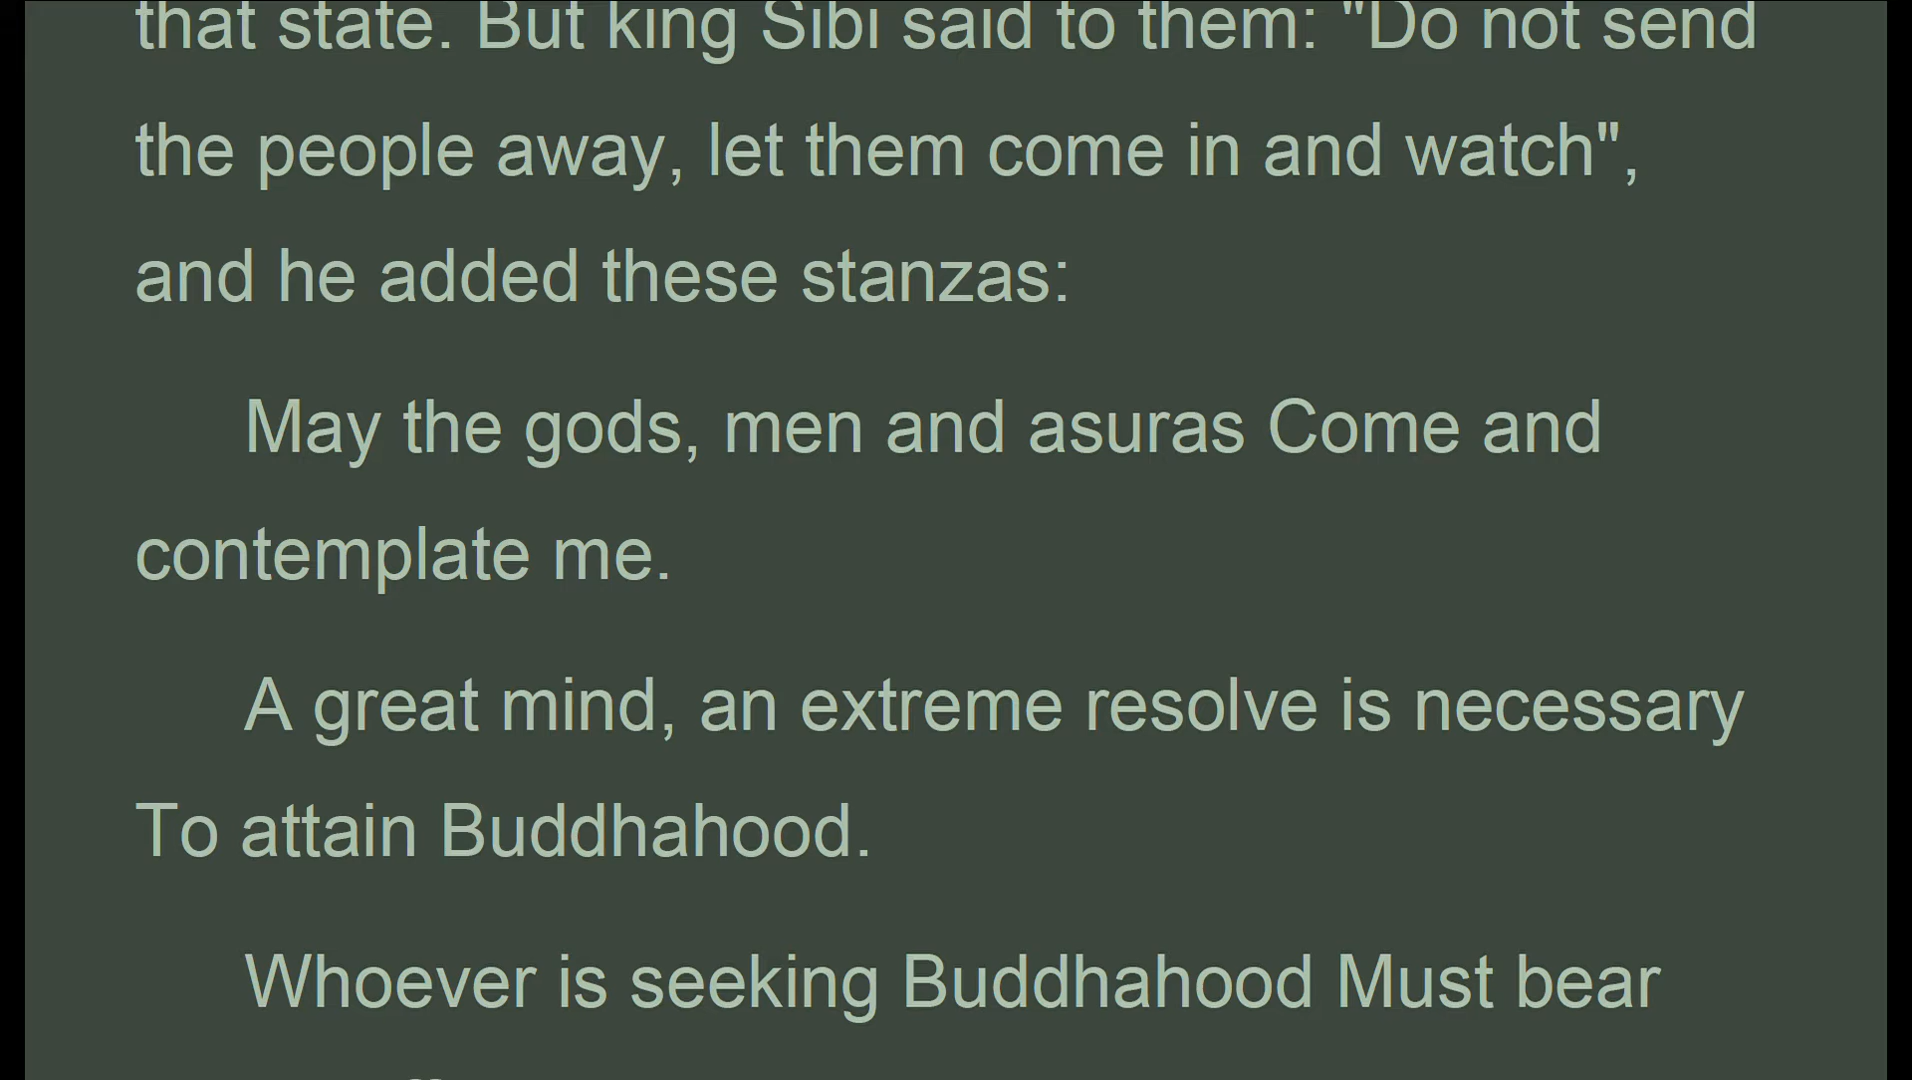 that state. But king Sibi said to them: "Do not send
the people away, let them come in and watch",
and he added these stanzas:
May the gods, men and asuras Come and
contemplate me.
A great mind, an extreme resolve is necessary
To attain Buddhahood.
Whoever is seeking Buddhahood Must bear